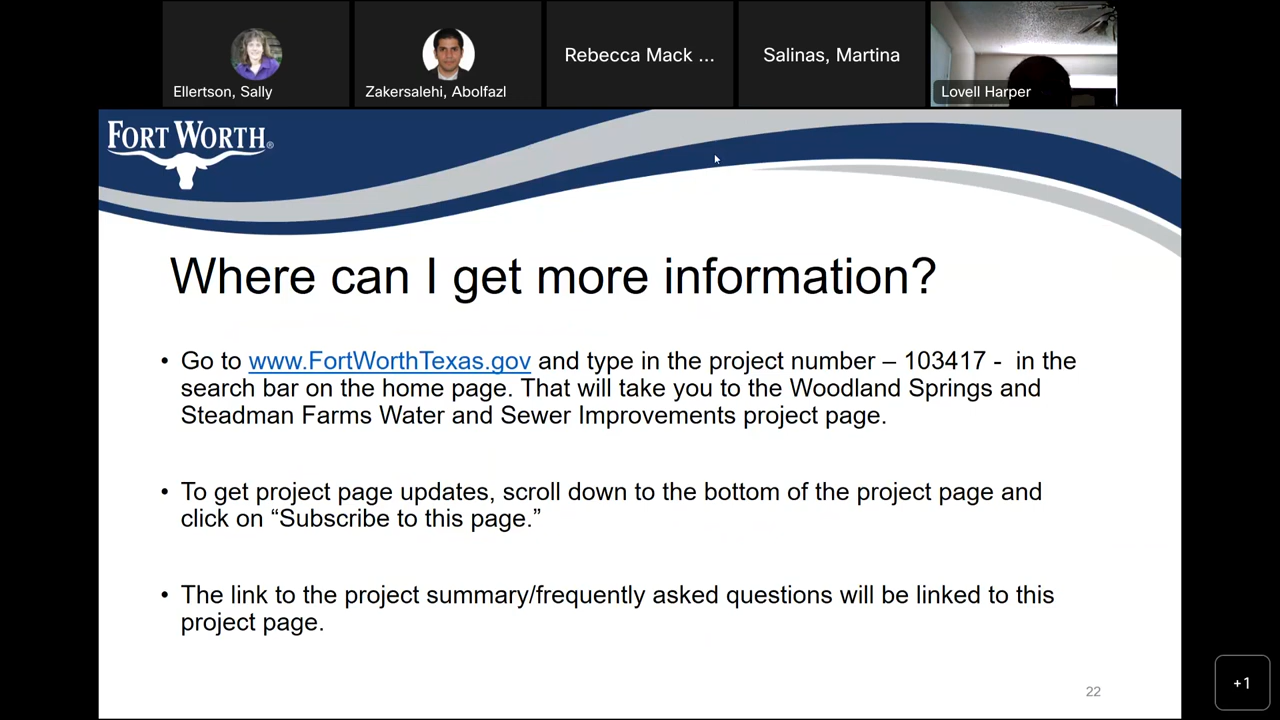 Rebecca Mack ...
Salinas, Martina
Ellertson, Sally
Zakersalehi, Abolfazl
Lovell Harper
FORT WORTH®
Where can I get more information?
• Go to www.FortWorthTexas.gov and type in the project number – 103417 - in the
search bar on the home page. That will take you to the Woodland Springs and
Steadman Farms Water and Sewer Improvements project page.
• To get project page updates, scroll down to the bottom of the project page and
click on “Subscribe to this page.”
• The link to the project summary/frequently asked questions will be linked to this
project page.
22
+1